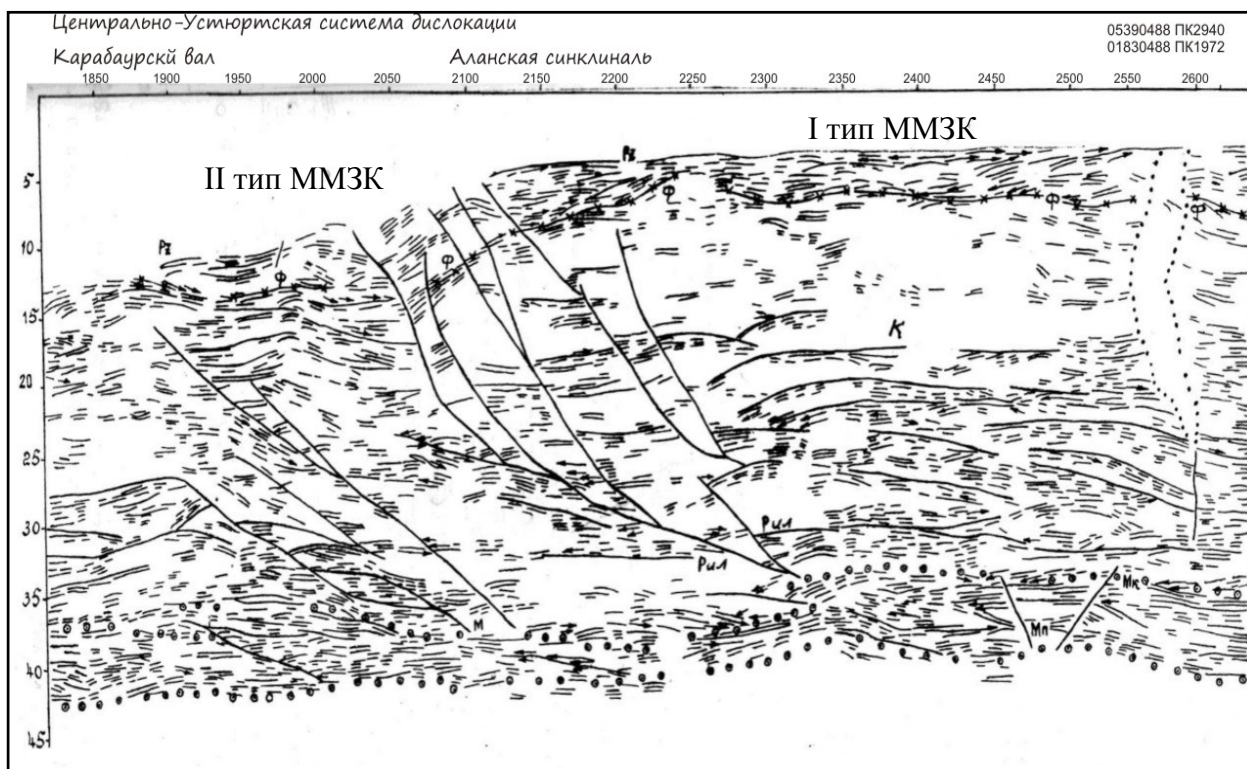 Центрально-Устюртская система дислокации
05390488 ПК2940
01830488 ПК1972
Карабаурскй вал
Аланская синклиналь
1850 1900 1950 2000 2050 2100 2150 2200 2250 2300 2350 2400 2450 2500 2550 2600
I тип ММЗК
II тип ММЗК
Pz
5
Ф
Ф
Ф
10
Pz
Ф
Ф
15
К
20
25
30
Рил
Рил
35
Мк
М
Мп
40
45